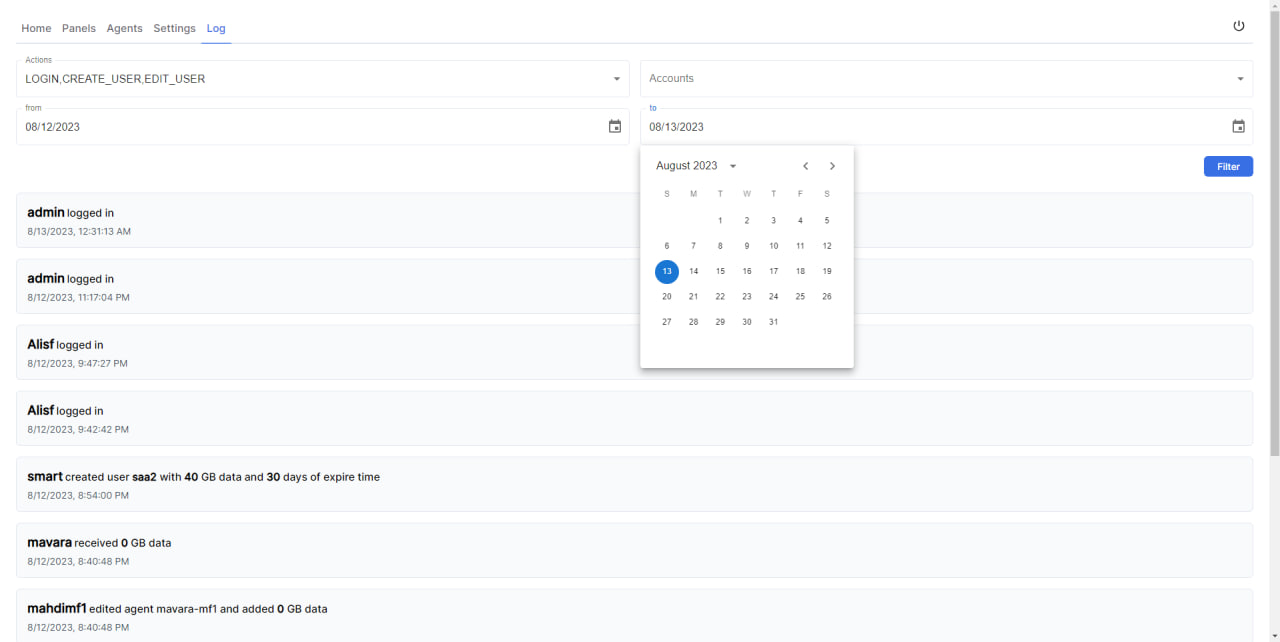 Home Panels Agents Settings Log
Actions
LOGIN,CREATE_USER,EDIT_USER
Accounts
from
08/12/2023
to
08/13/2023
August 2023
S M T W T F S
1 2 3 4 5
6 7 8 9 10 11 12
13 14 15 16 17 18 19
20 21 22 23 24 25 26
27 28 29 30 31
Filter
admin logged in
8/13/2023, 12:31:13 AM
admin logged in
8/12/2023, 11:17:04 PM
Alisf logged in
8/12/2023, 9:47:27 PM
Alisf logged in
8/12/2023, 9:42:42 PM
smart created user saa2 with 40 GB data and 30 days of expire time
8/12/2023, 8:54:00 PM
mavara received 0 GB data
8/12/2023, 8:40:48 PM
mahdimf1 edited agent mavara-mf1 and added 0 GB data
8/12/2023, 8:40:48 PM